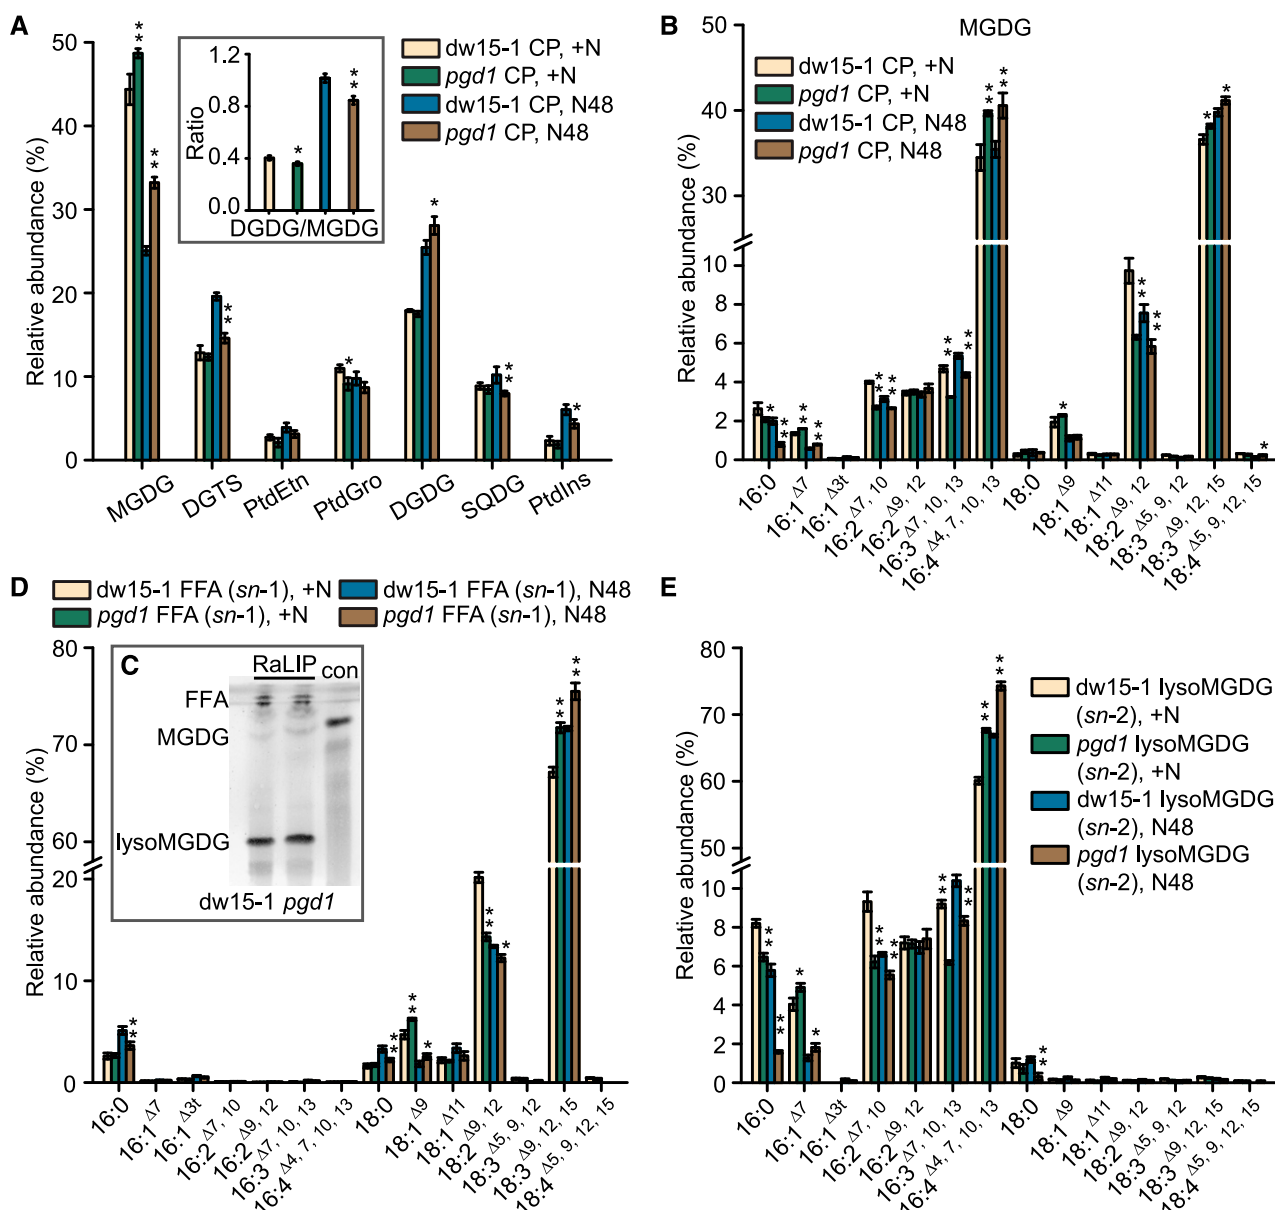 A
50
40
30
20
10
0
Relative abundance (%)
1.2
0.8
0.4
0.0
Ratio
DGDG/MGDG
dw15-1 CP, +N
pgd1 CP, +N
dw15-1 CP, N48
pgd1 CP, N48
MGDG
DGTS
PtdEtn
PtdGro
DGDG
SQDG
PtdIns
B
MGDG
dw15-1 CP, +N
pgd1 CP, +N
dw15-1 CP, N48
pgd1 CP, N48
50
40
30
10
8
6
4
2
0
Relative abundance (%)
16:0
16:1 Δ7
16:1 Δ3t
16:2 Δ7, 10
16:2 Δ9, 12
16:3 Δ7, 10, 13
16:4 Δ4, 7, 10, 13
18:0
18:1 Δ9
18:1 Δ11
18:2 Δ9, 12
18:3 Δ5, 9, 12
18:3 Δ9, 12, 15
18:4 Δ5, 9, 12, 15
D
dw15-1 FFA (sn-1), +N
dw15-1 FFA (sn-1), N48
pgd1 FFA (sn-1), +N
pgd1 FFA (sn-1), N48
80
70
60
20
10
0
Relative abundance (%)
C
RaLIP
con
FFA
MGDG
lysoMGDG
dw15-1 pgd1
16:0
16:1 Δ7
16:1 Δ3t
16:2 Δ7, 10
16:2 Δ9, 12
16:3 Δ7, 10, 13
16:4 Δ4, 7, 10, 13
18:0
18:1 Δ9
18:1 Δ11
18:2 Δ9, 12
18:3 Δ5, 9, 12
18:3 Δ9, 12, 15
18:4 Δ5, 9, 12, 15
E
80
70
60
50
10
8
6
4
2
0
Relative abundance (%)
dw15-1 lysoMGDG
(sn-2), +N
pgd1 lysoMGDG
(sn-2), +N
dw15-1 lysoMGDG
(sn-2), N48
pgd1 lysoMGDG
(sn-2), N48
16:0
16:1 Δ7
16:1 Δ3t
16:2 Δ7, 10
16:2 Δ9, 12
16:3 Δ7, 10, 13
16:4 Δ4, 7, 10, 13
18:0
18:1 Δ9
18:1 Δ11
18:2 Δ9, 12
18:3 Δ5, 9, 12
18:3 Δ9, 12, 15
18:4 Δ5, 9, 12, 15